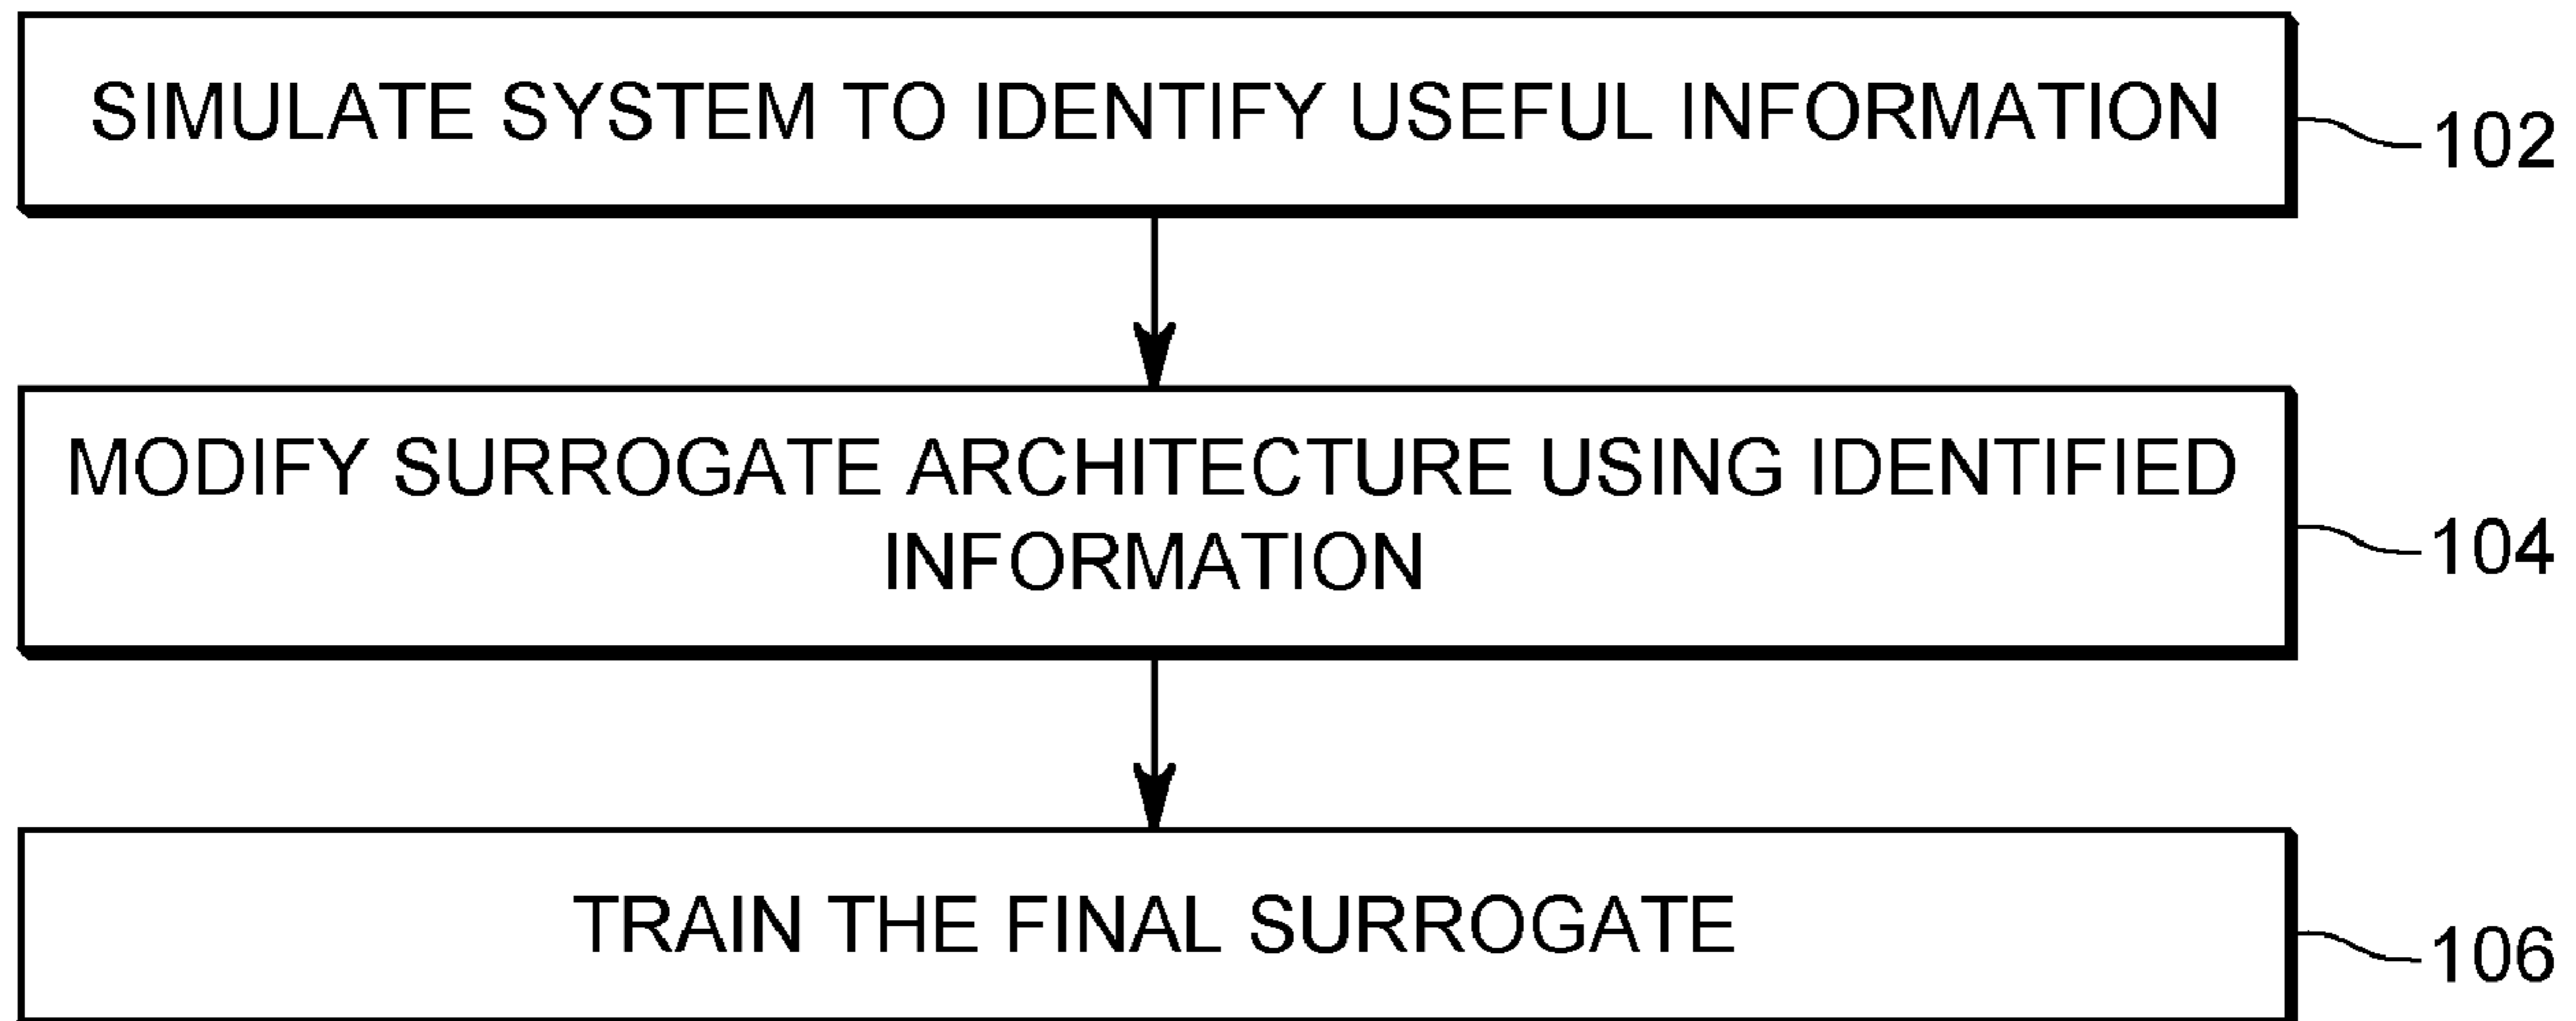 SIMULATE SYSTEM TO IDENTIFY USEFUL INFORMATION
102
MODIFY SURROGATE ARCHITECTURE USING IDENTIFIED
INFORMATION
104
TRAIN THE FINAL SURROGATE
106